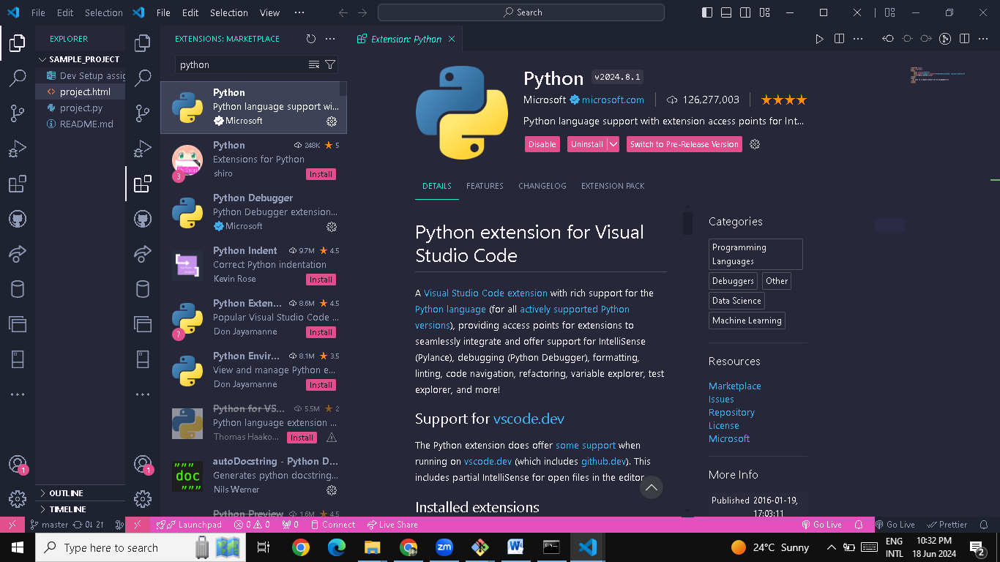 File Edit Selection
File Edit Selection View ···
Search
EXPLORER
SAMPLE_PROJECT
Dev Setup assig
project.html
project.py
README.md
OUTLINE
TIMELINE
EXTENSIONS: MARKETPLACE
python
Python
Python language support wi...
Microsoft
Python 248K 5
Extensions for Python
shiro Install
3
Python Debugger
Python Debugger extension...
Microsoft
Python Indent 9.7M 4.5
Correct Python indentation
Kevin Rose Install
Python Exten... 8.6M 4.5
Popular Visual Studio Code ...
Don Jayamanne Install
7
Python Envir... 8.1M 3.5
View and manage Python e...
Don Jayamanne Install
Python for VS... 5.5M 2
Python language extension ...
Thomas Haako... Install
autoDocstring - Python D...
Generates python docstring...
Nils Werner
""" doc """
Python Preview 1.6M 4.5
Extension: Python
Python v2024.8.1
Microsoft microsoft.com 126,277,003
Python language support with extension access points for Int...
Disable Uninstall Switch to Pre-Release Version
DETAILS FEATURES CHANGELOG EXTENSION PACK
Python extension for Visual
Studio Code
A Visual Studio Code extension with rich support for the
Python language (for all actively supported Python
versions), providing access points for extensions to
seamlessly integrate and offer support for IntelliSense
(Pylance), debugging (Python Debugger), formatting,
linting, code navigation, refactoring, variable explorer, test
explorer, and more!
Support for vscode.dev
The Python extension does offer some support when
running on vscode.dev (which includes github.dev). This
includes partial IntelliSense for open files in the editor.
Installed extensions
Categories
Programming
Languages
Debuggers Other
Data Science
Machine Learning
Resources
Marketplace
Issues
Repository
License
Microsoft
More Info
Published 2016-01-19,
17:03:11
1
1
master 0↓ 2↑
Launchpad 0 0 0 Connect Live Share Go Live
Go Live Prettier
Type here to search
zm
24°C Sunny
ENG
INTL
10:32 PM
18 Jun 2024
2